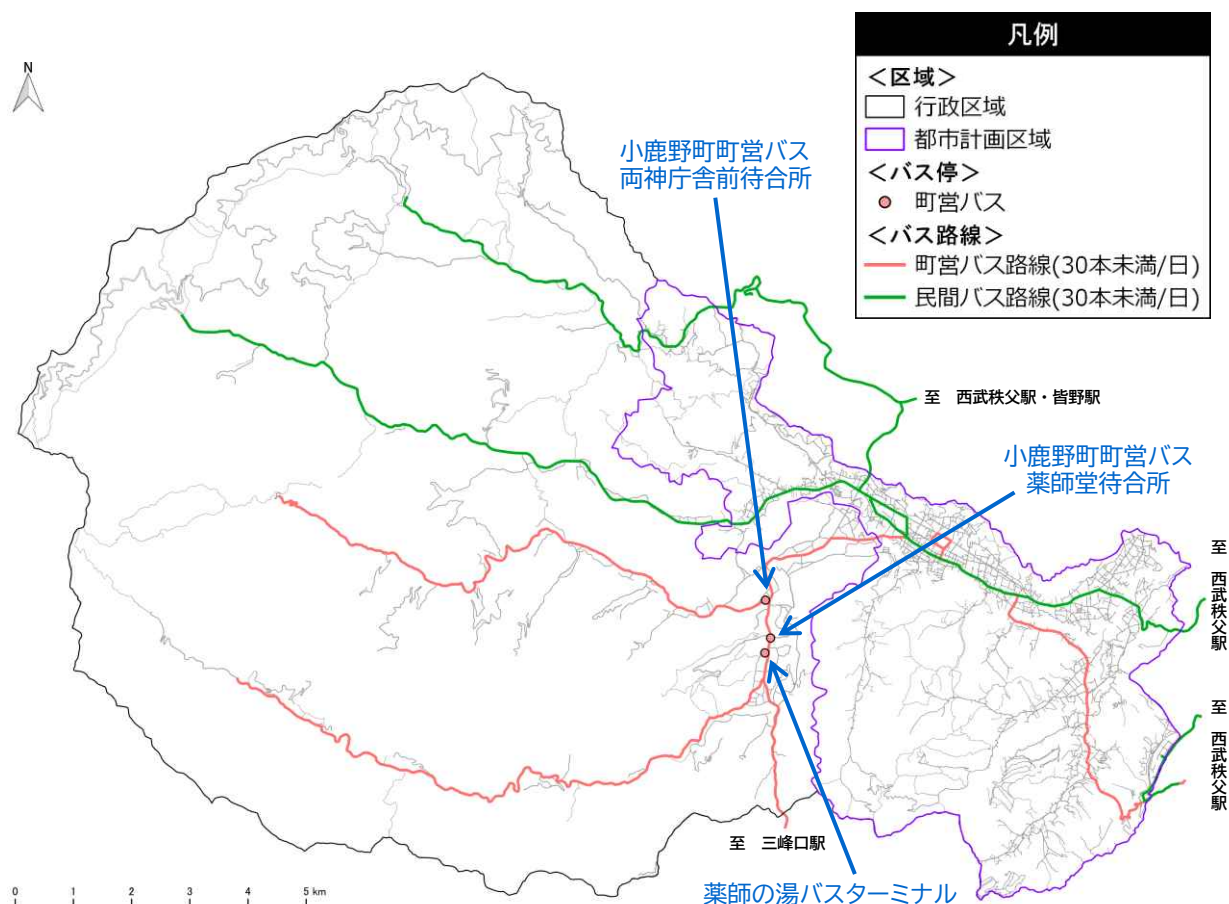 凡例
＜区域＞
行政区域
都市計画区域
＜バス停＞
町営バス
＜バス路線＞
町営バス路線(30本未満/日)
民間バス路線(30本未満/日)
N
小鹿野町町営バス
両神庁舎前待合所
至　西武秩父駅・皆野駅
小鹿野町町営バス
薬師堂待合所
至　西武秩父駅
至　西武秩父駅
至　三峰口駅
薬師の湯バスターミナル
0 1 2 3 4 5 km